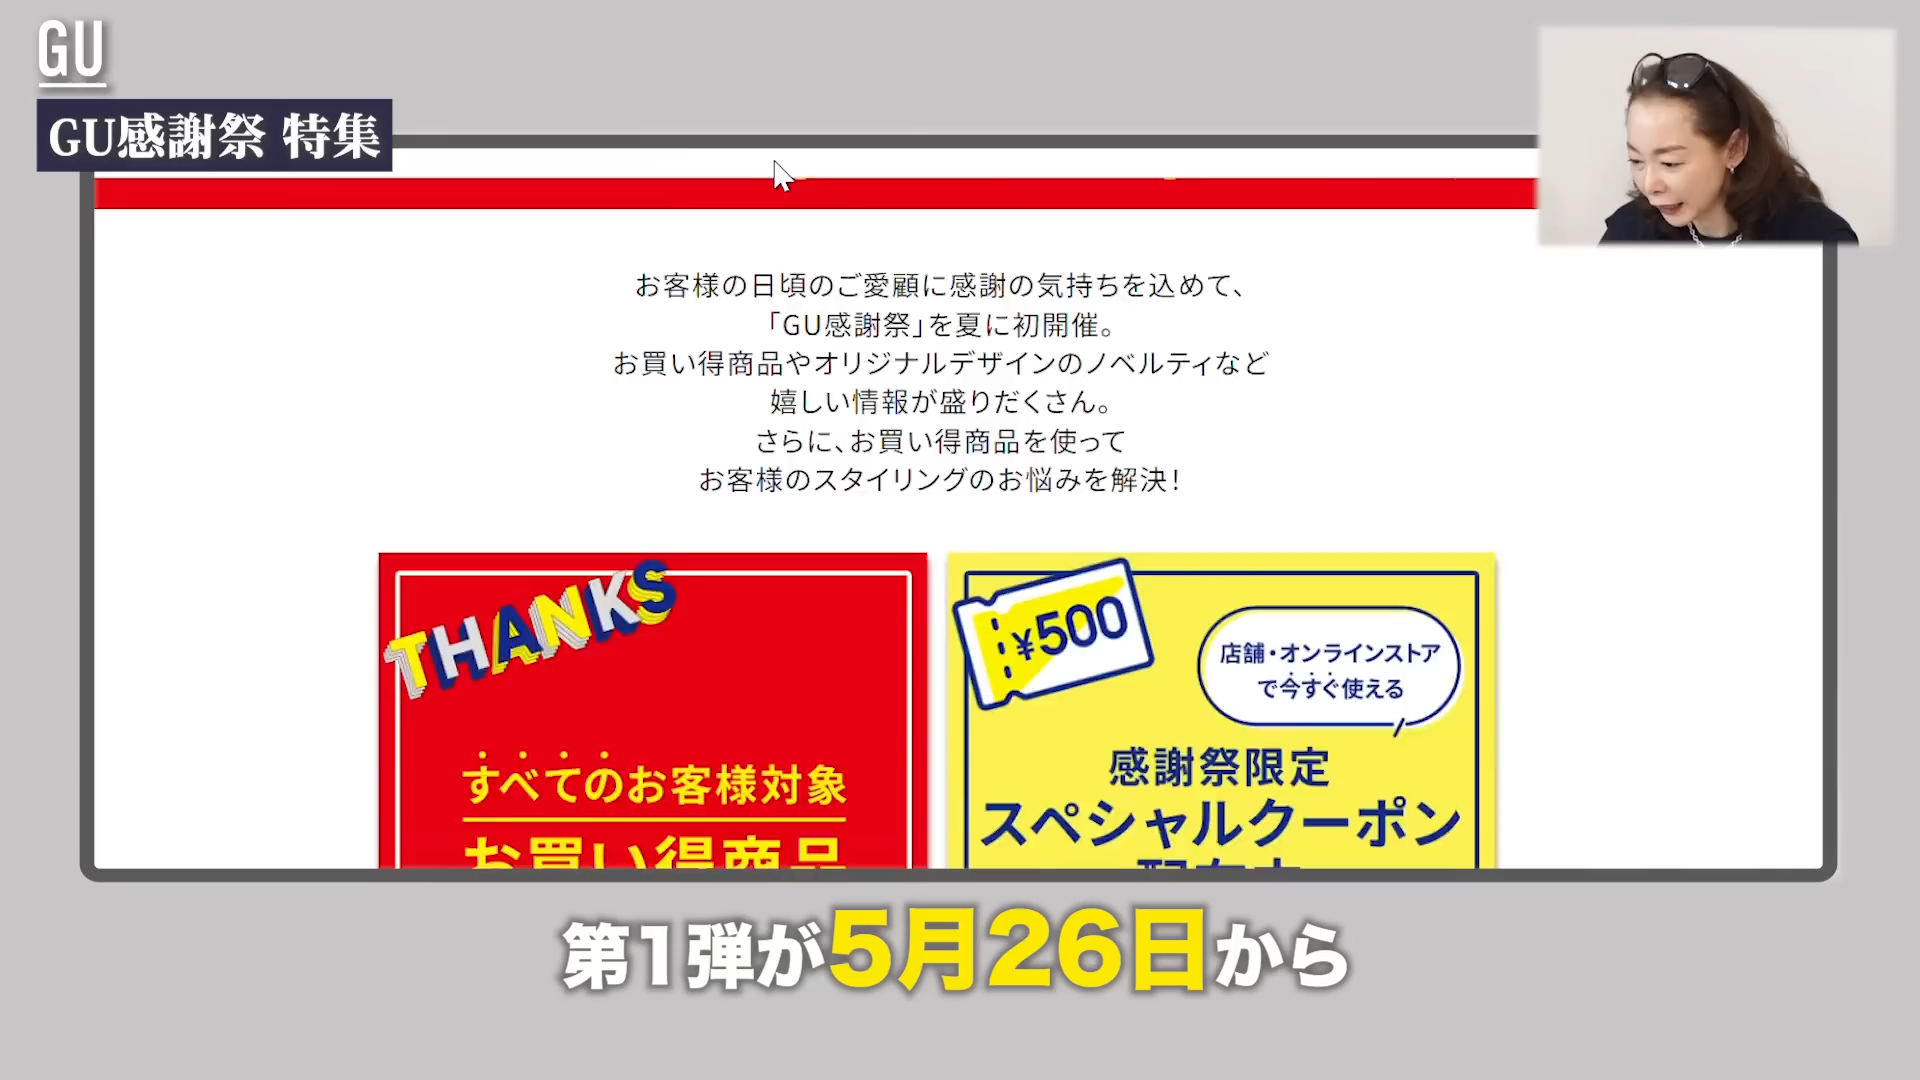 GU
GU感謝祭 特集
お客様の日頃のご愛顧に感謝の気持ちを込めて、
「GU感謝祭」を夏に初開催。
お買い得商品やオリジナルデザインのノベルティなど
嬉しい情報が盛りだくさん。
さらに、お買い得商品を使って
お客様のスタイリングのお悩みを解決!
THANKS
すべてのお客様対象
お買い得商品
¥500
店舗・オンラインストア
で今すぐ使える
感謝祭限定
スペシャルクーポン
第1弾が5月26日から